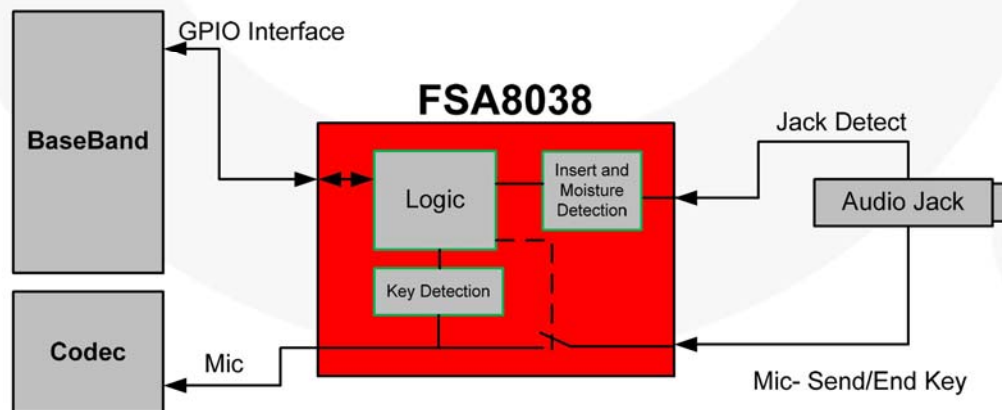 GPIO Interface
FSA8038
BaseBand
Jack Detect
Logic
Insert and
Moisture
Detection
Audio Jack
Key Detection
Codec
Mic
Mic- Send/End Key